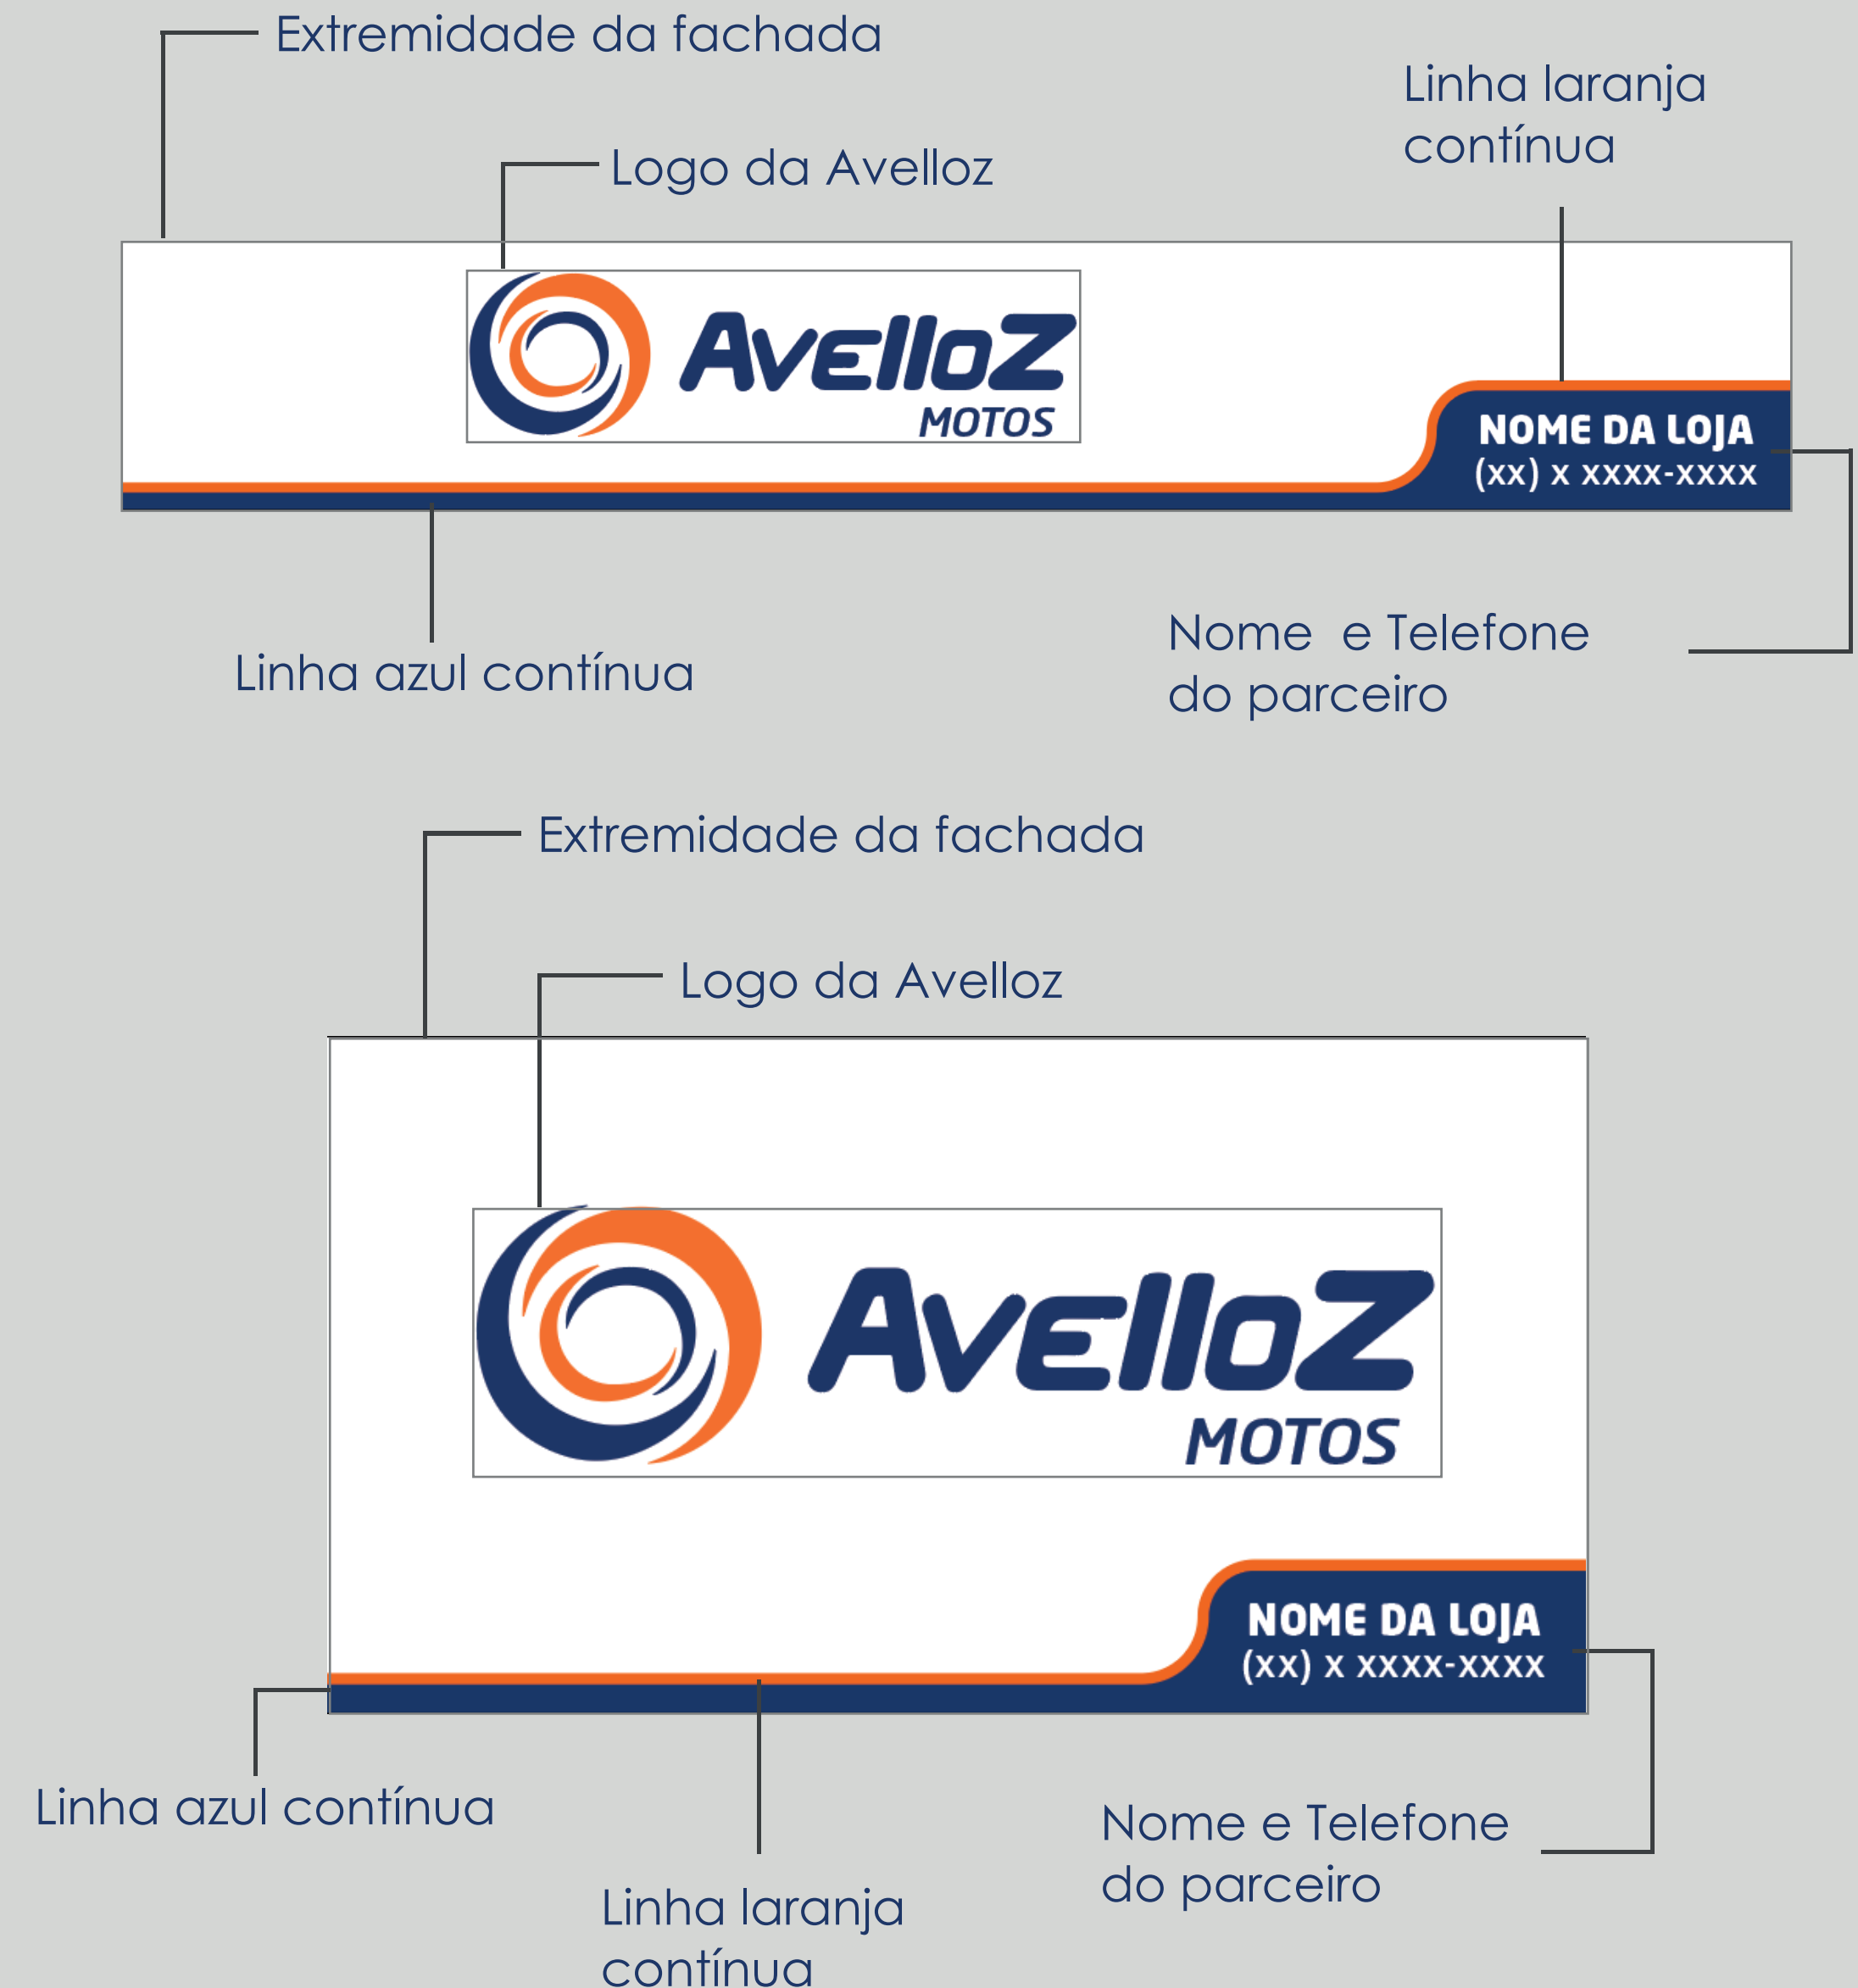 Extremidade da fachada
Linha laranja
contínua
Logo da Avelloz
AvelloZ
MOTOS
NOME DA LOJA
(xx) x xxxx-xxxx
Linha azul contínua
Nome e Telefone
do parceiro
Extremidade da fachada
Logo da Avelloz
AvelloZ
MOTOS
NOME DA LOJA
(xx) x xxxx-xxxx
Linha azul contínua
Nome e Telefone
do parceiro
Linha laranja
contínua